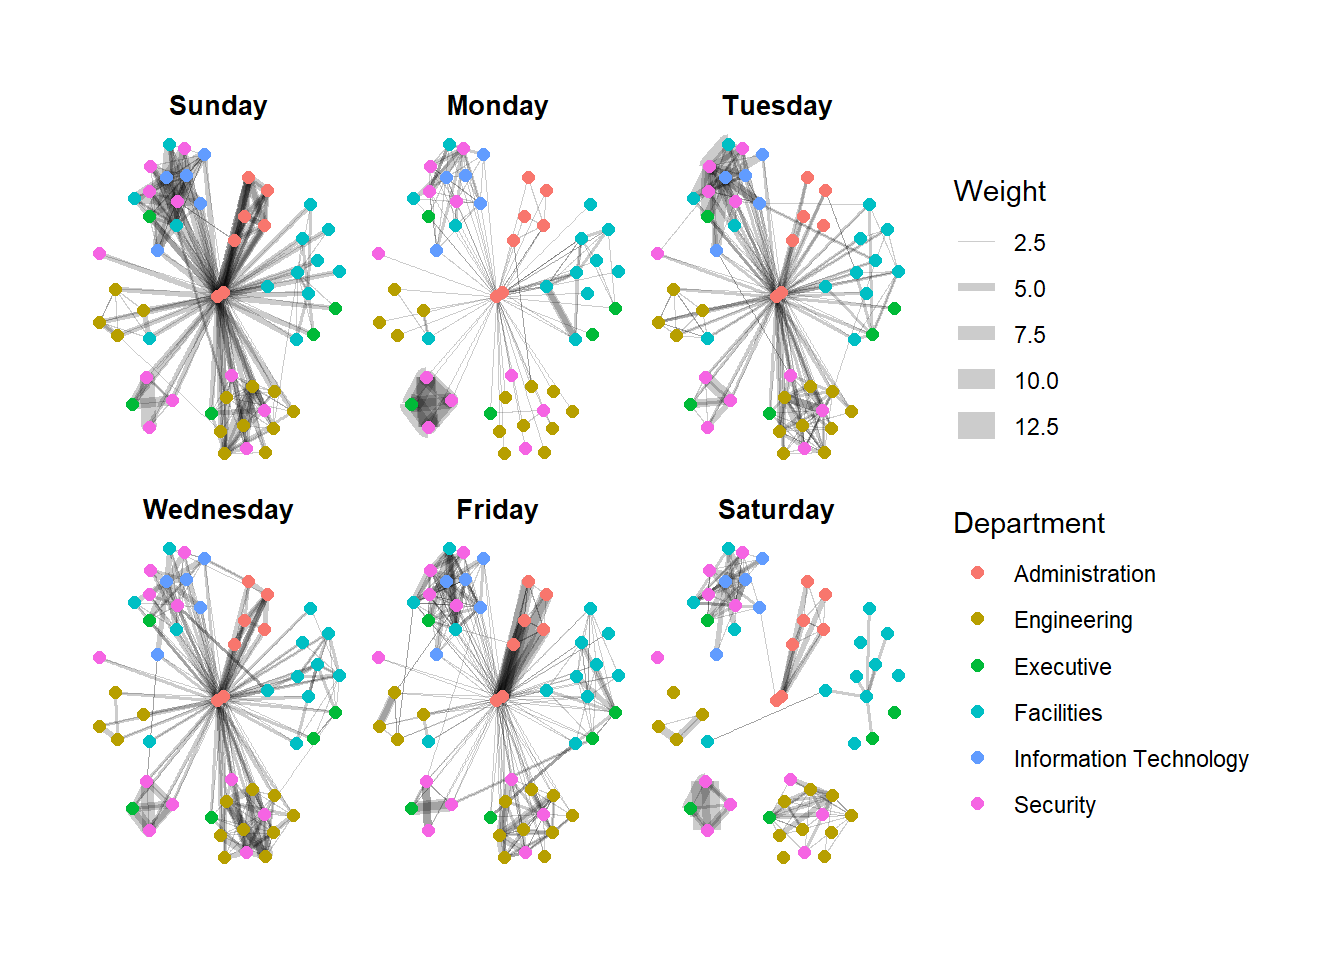 Sunday
Monday
Tuesday
Wednesday
Friday
Saturday
Weight
2.5
5.0
7.5
10.0
12.5
Department
Administration
Engineering
Executive
Facilities
Information Technology
Security